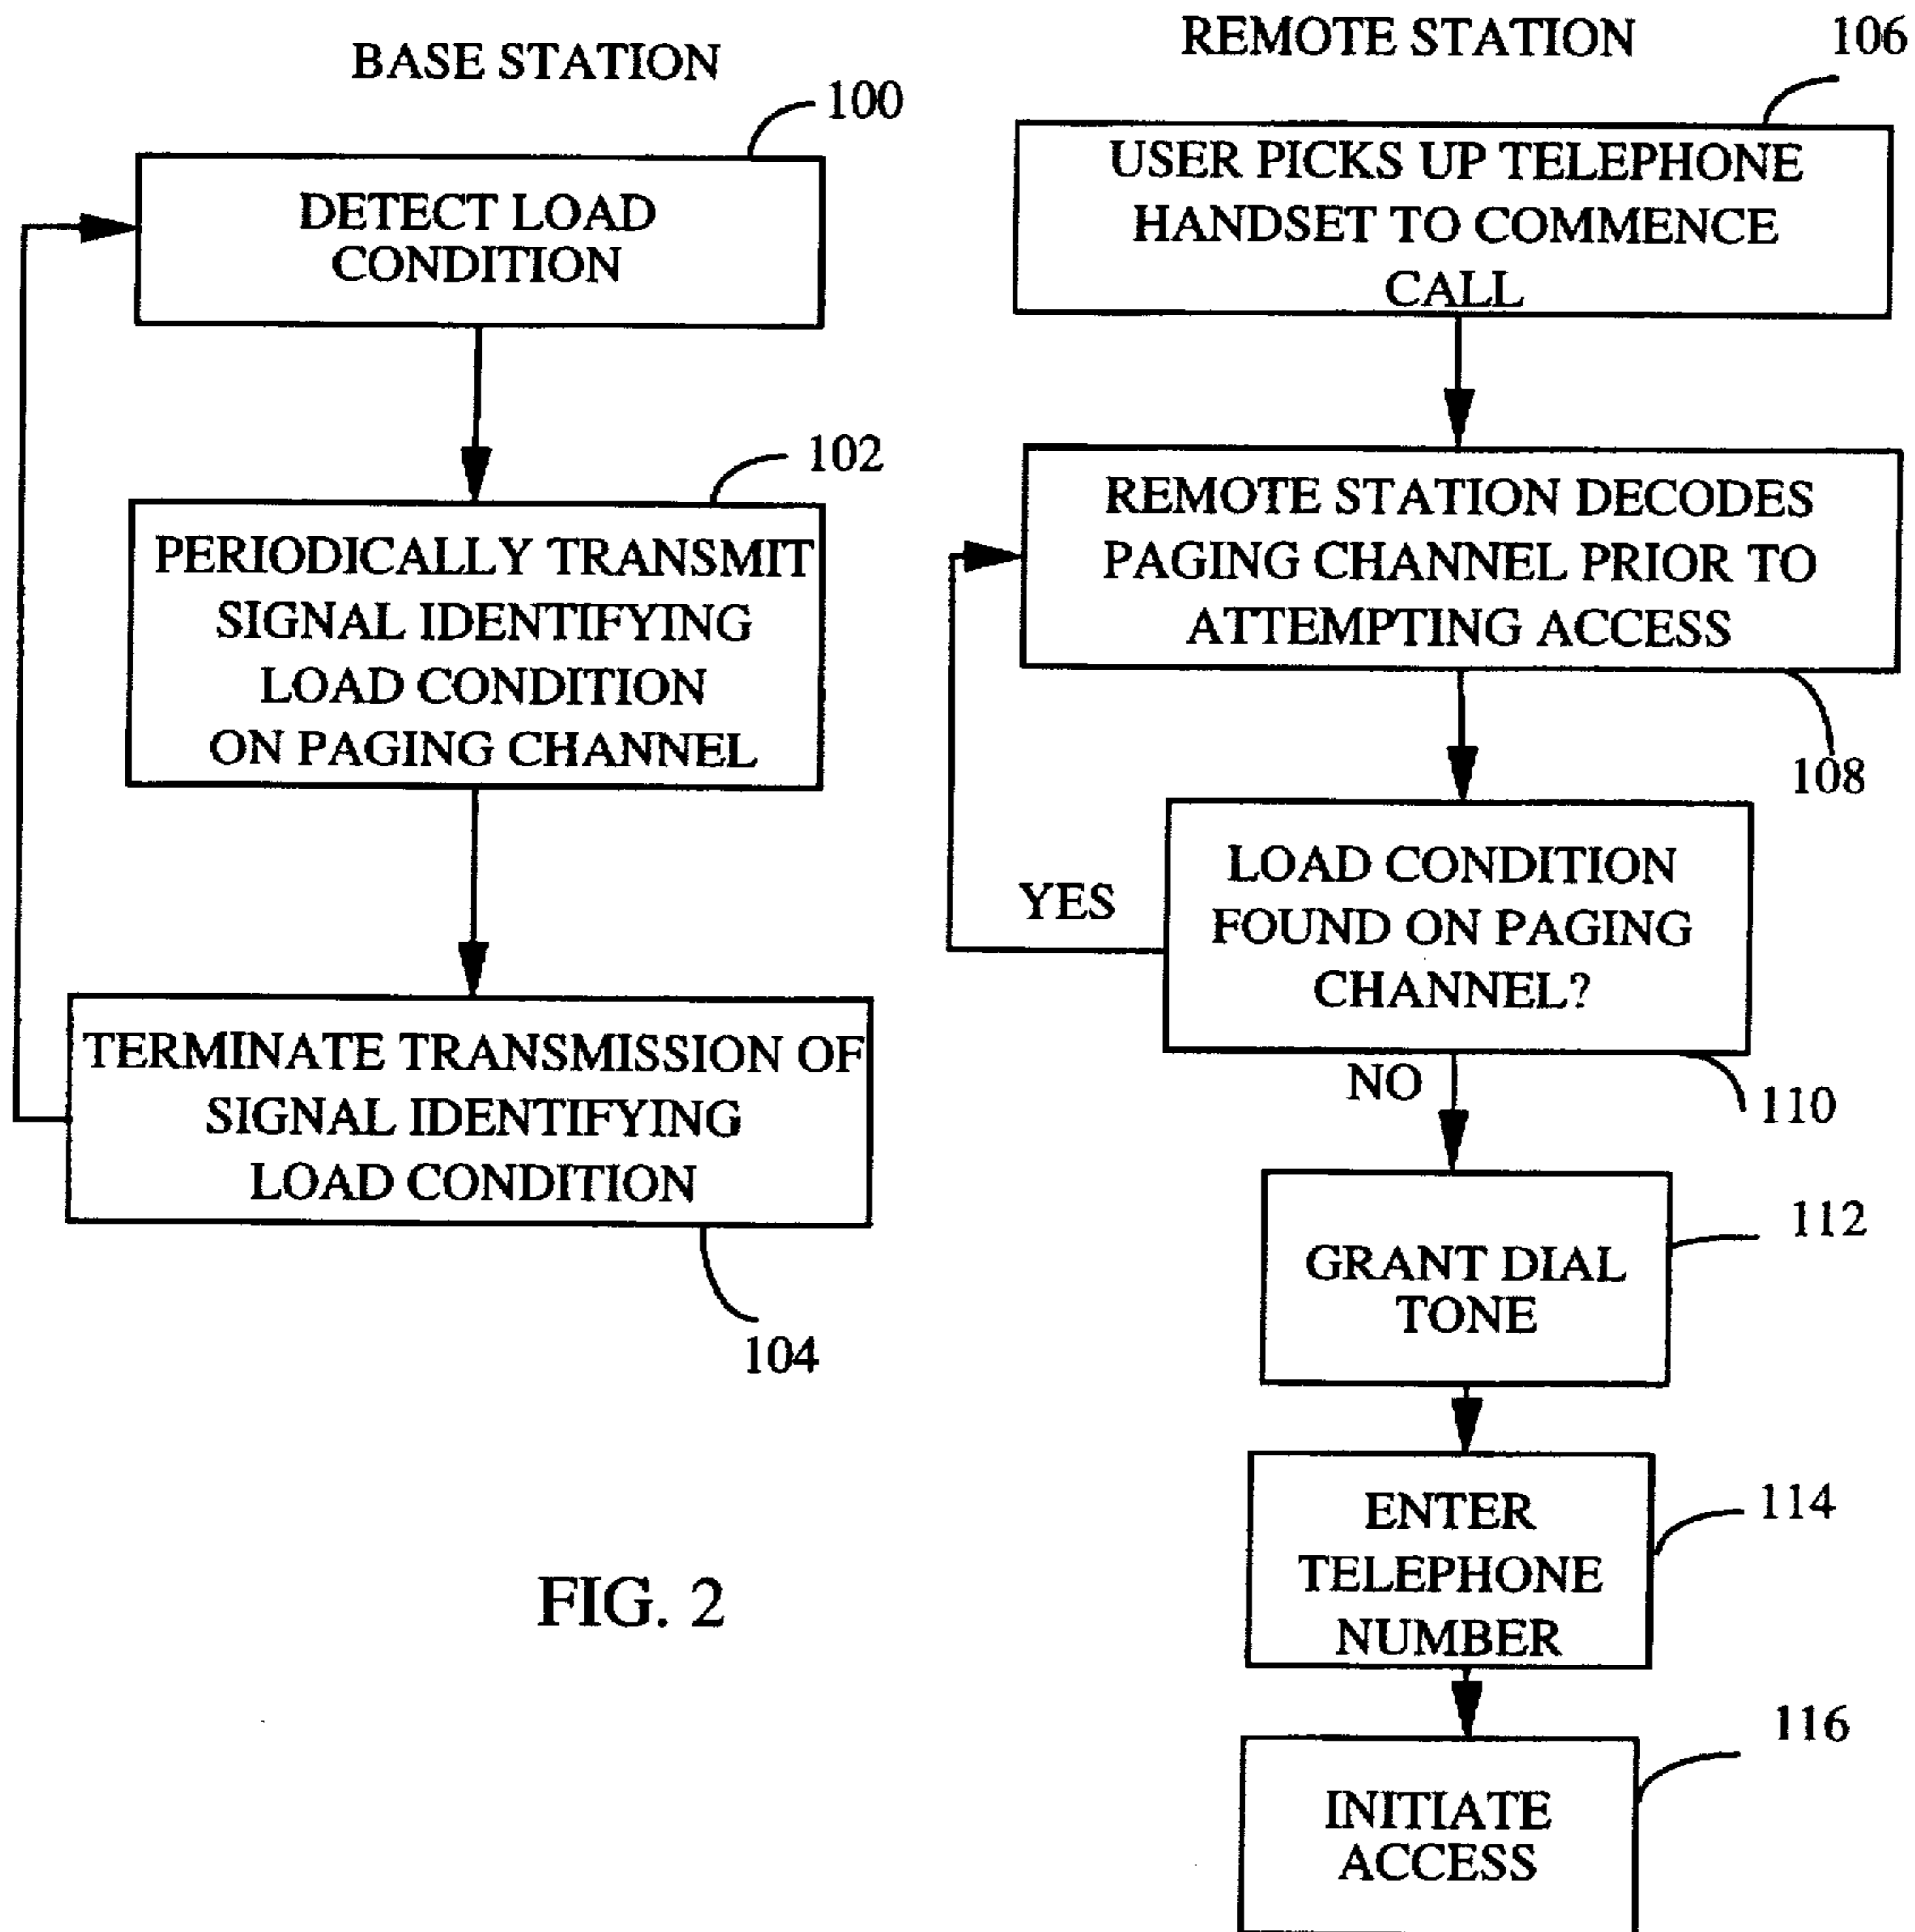 BASE STATION
100
DETECT LOAD
CONDITION
102
PERIODICALLY TRANSMIT
SIGNAL IDENTIFYING
LOAD CONDITION
ON PAGING CHANNEL
TERMINATE TRANSMISSION OF
SIGNAL IDENTIFYING
LOAD CONDITION
104
REMOTE STATION
106
USER PICKS UP TELEPHONE
HANDSET TO COMMENCE
CALL
REMOTE STATION DECODES
PAGING CHANNEL PRIOR TO
ATTEMPTING ACCESS
108
LOAD CONDITION
FOUND ON PAGING
CHANNEL?
YES
NO
110
112
GRANT DIAL
TONE
114
ENTER
TELEPHONE
NUMBER
116
INITIATE
ACCESS
FIG. 2